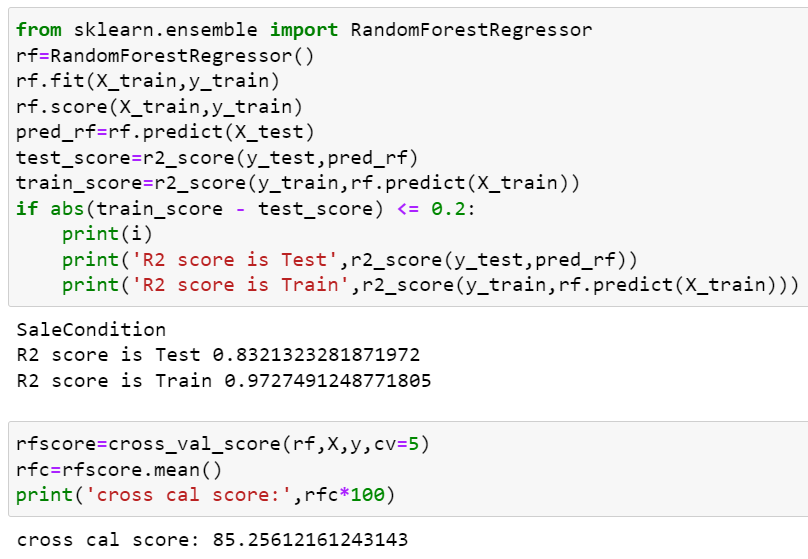 from sklearn.ensemble import RandomForestRegressor
rf=RandomForestRegressor()
rf.fit(X_train,y_train)
rf.score(X_train,y_train)
pred_rf=rf.predict(X_test)
test_score=r2_score(y_test,pred_rf)
train_score=r2_score(y_train,rf.predict(X_train))
if abs(train_score - test_score) <= 0.2:
    print(i)
    print('R2 score is Test',r2_score(y_test,pred_rf))
    print('R2 score is Train',r2_score(y_train,rf.predict(X_train)))
SaleCondition
R2 score is Test 0.8321323281871972
R2 score is Train 0.9727491248771805
rfscore=cross_val_score(rf,X,y,cv=5)
rfc=rfscore.mean()
print('cross cal score:',rfc*100)
cross cal score: 85.25612161243143